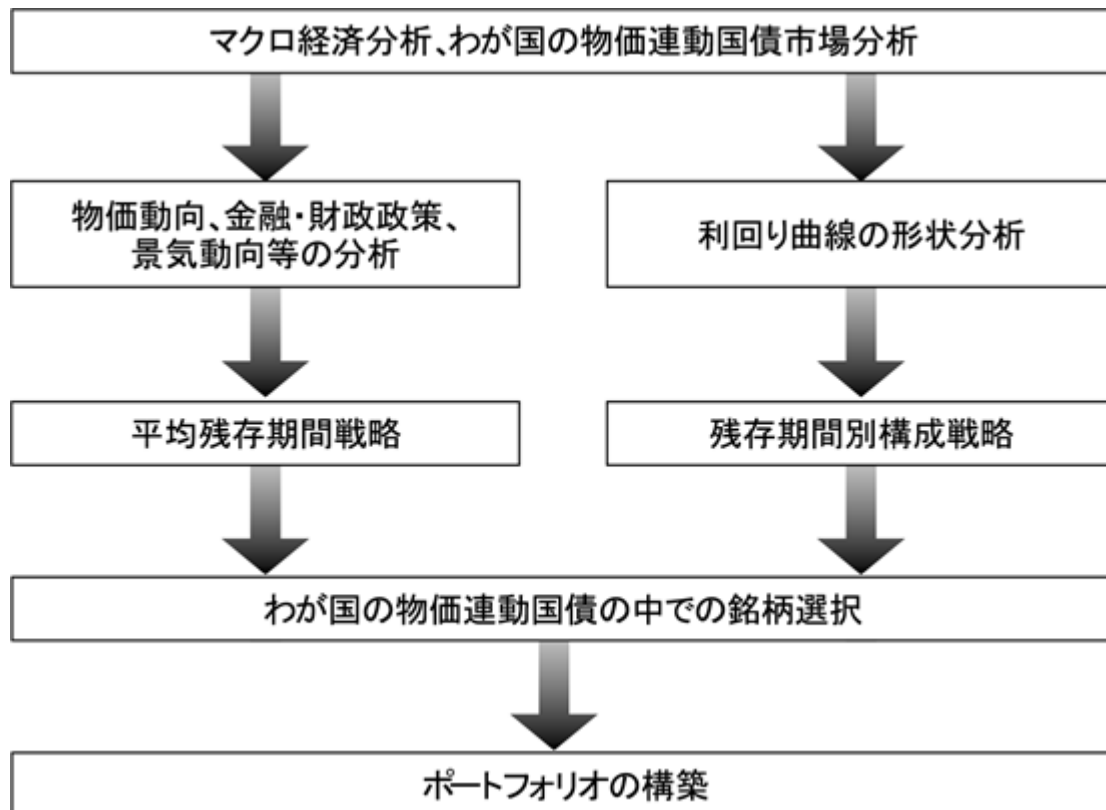 マクロ経済分析、わが国の物価連動国債市場分析
物価動向、金融・財政政策、
景気動向等の分析
利回り曲線の形状分析
平均残存期間戦略
残存期間別構成戦略
わが国の物価連動国債の中での銘柄選択
ポートフォリオの構築